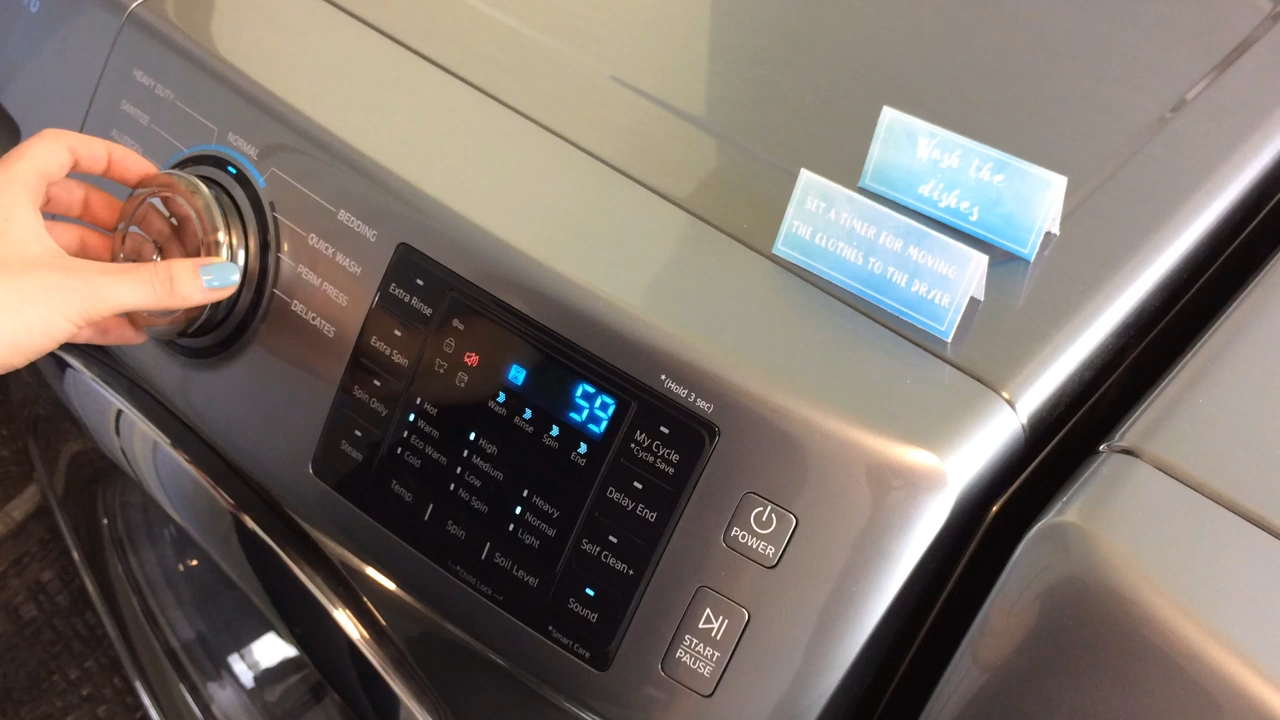 HEAVY DUTY
SANITIZE
NORMAL
BEDDING
QUICK WASH
PERM PRESS
DELICATES
Wash the
dishes
SET A TIMER FOR MOVING
THE CLOTHES TO THE DRYER
Extra Rinse
Extra Spin
Spin Only
Steam
59
Wash
Rinse
Spin
End
Hot
Warm
Eco Warm
Cold
Temp.
High
Medium
Low
No Spin
Spin
Heavy
Normal
Light
Soil Level
*Child Lock
*(Hold 3 sec)
My Cycle
*Cycle Save
Delay End
Self Clean+
Sound
*Smart Care
POWER
START
PAUSE